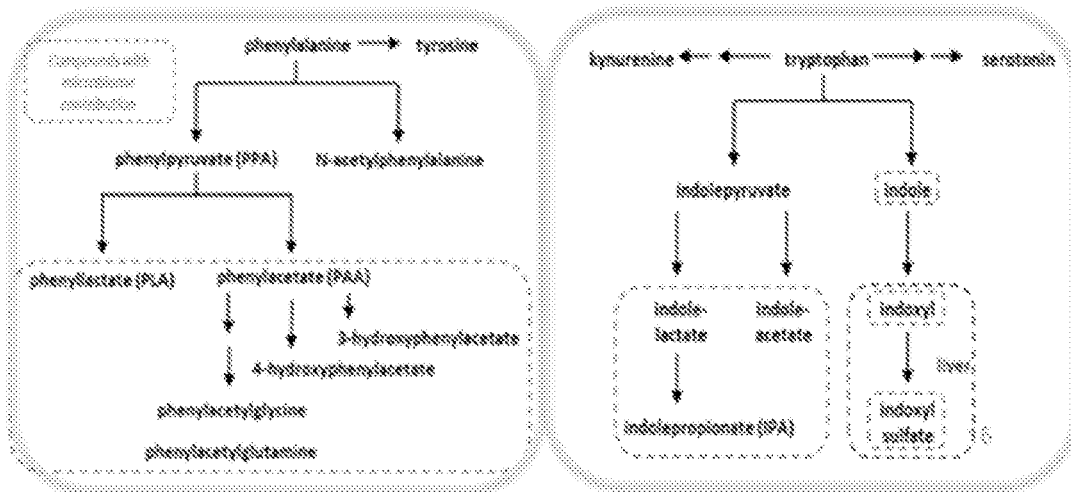 phenylalanine tyrosine
Compounds with
microbiome
contribution
phenylpyruvate (PPA) N-acetylphenylalanine
phenyllactate (PLA) phenylacetate (PAA)
3-hydroxyphenylacetate
4-hydroxyphenylacetate
phenylacetylglycine
phenylacetylglutamine
kynurenine tryptophan serotonin
indolepyruvate indole
indole-
lactate
indole-
acetate
indoxyl
liver
indolepropionate (IPA)
indoxyl
sulfate